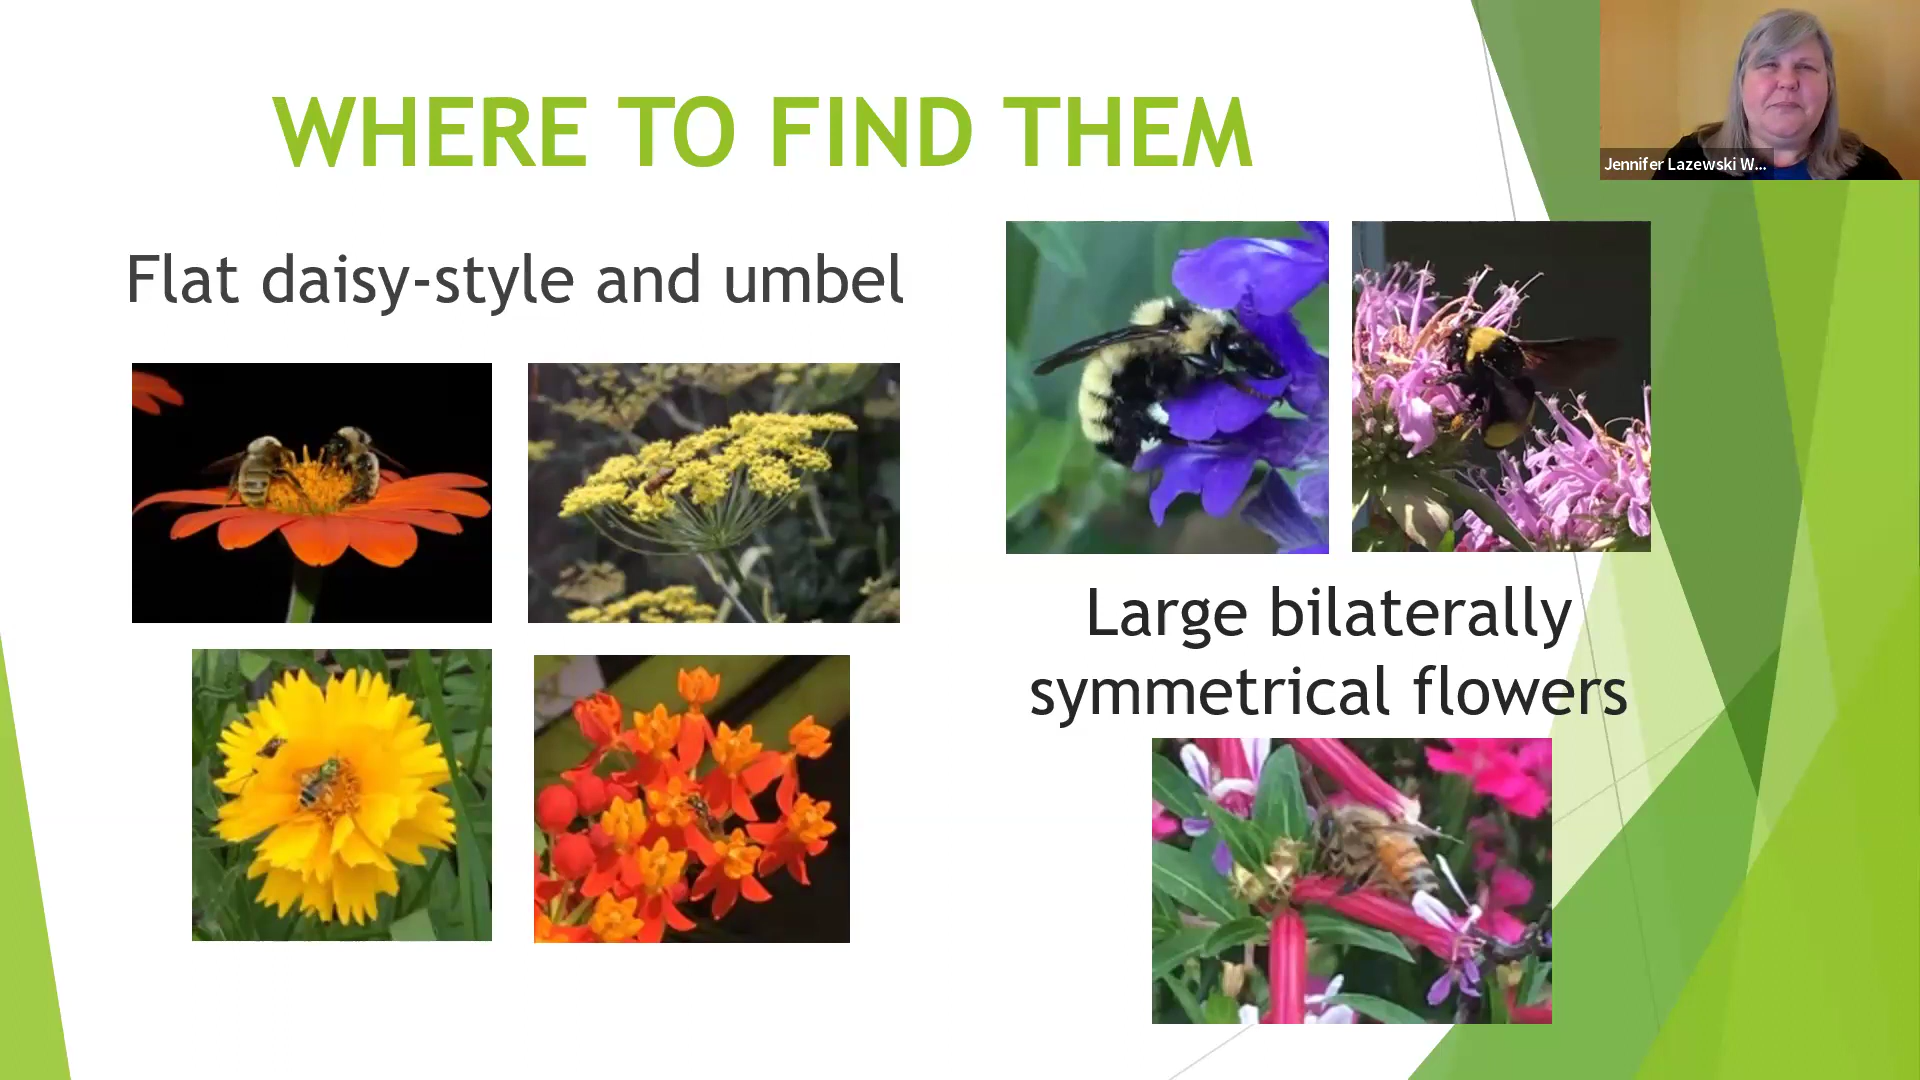 WHERE TO FIND THEM
Jennifer Lazewski W...
Flat daisy-style and umbel
Large bilaterally
symmetrical flowers